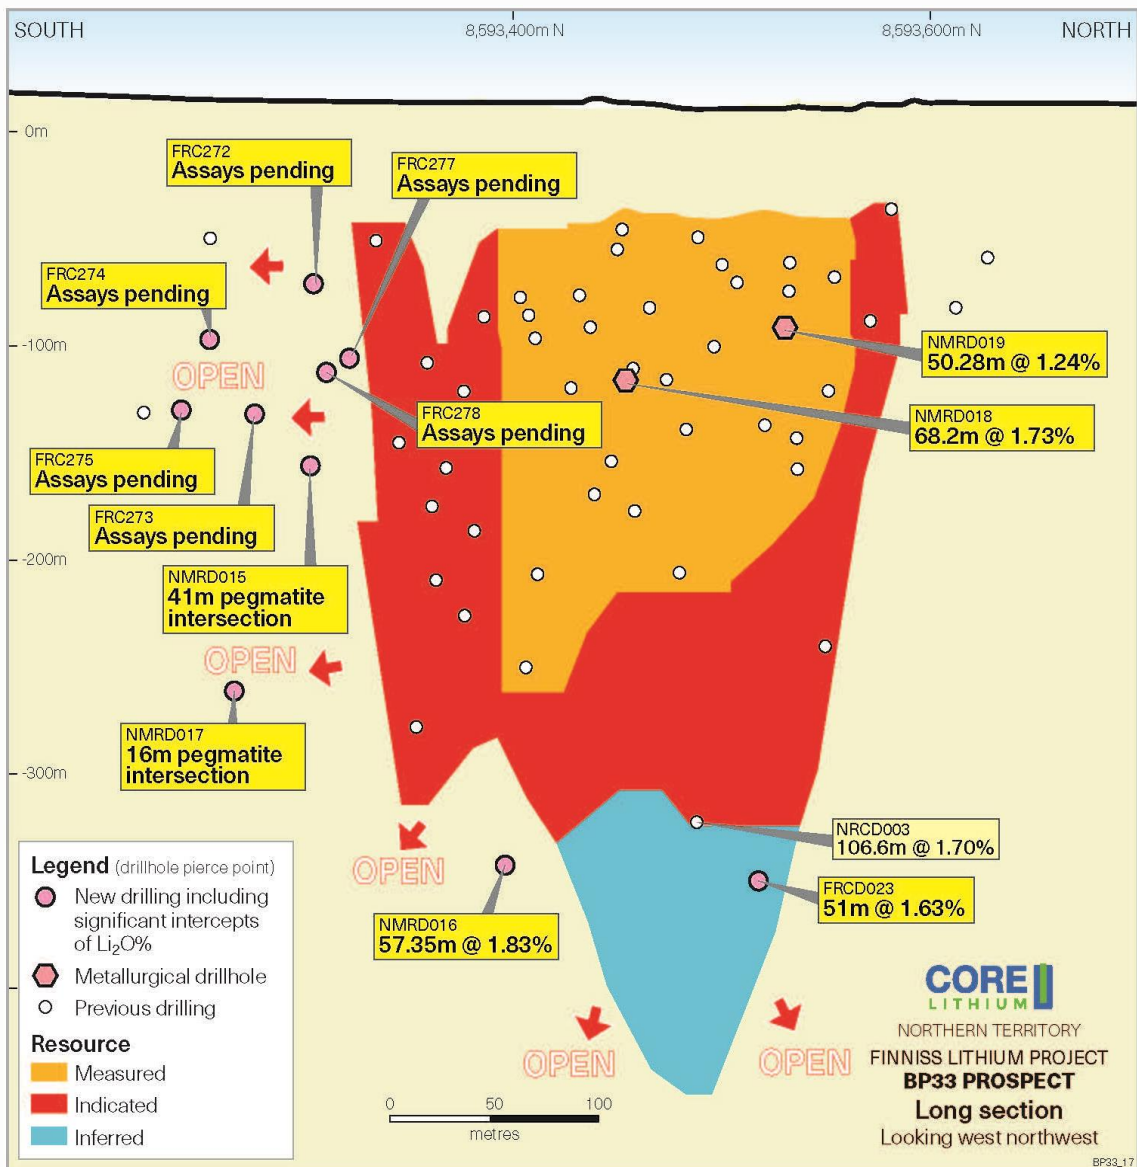 SOUTH
8,593,400m N
8,593,600m N
NORTH
0m
FRC272
Assays pending
FRC277
Assays pending
FRC274
Assays pending
-100m
OPEN
NMRD019
50.28m @ 1.24%
FRC278
Assays pending
NMRD018
68.2m @ 1.73%
FRC275
Assays pending
FRC273
Assays pending
-200m
NMRD015
41m pegmatite
intersection
OPEN
NMRD017
16m pegmatite
intersection
-300m
NRCD003
106.6m @ 1.70%
OPEN
FRCD023
51m @ 1.63%
NMRD016
57.35m @ 1.83%
Legend (drillhole pierce point)
New drilling including
significant intercepts
of Li₂O%
Metallurgical drillhole
Previous drilling
Resource
Measured
Indicated
Inferred
OPEN
OPEN
0 50 100
metres
CORE
LITHIUM
NORTHERN TERRITORY
FINNISS LITHIUM PROJECT
BP33 PROSPECT
Long section
Looking west northwest
BP33_17